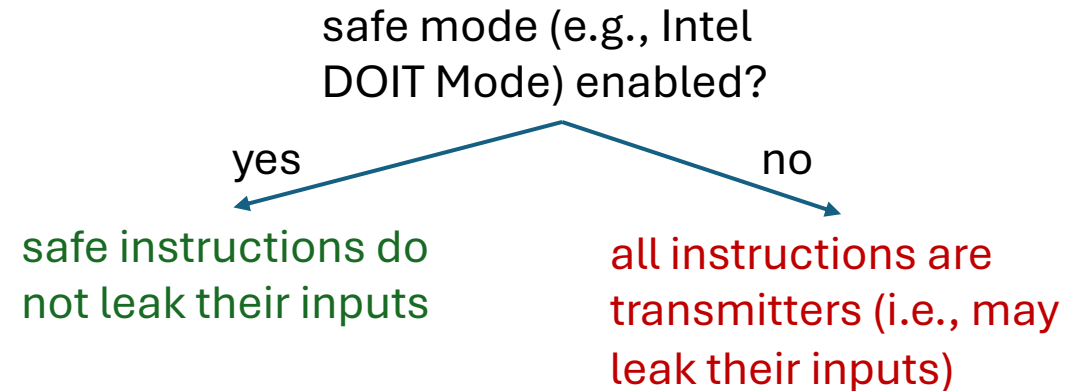 safe mode (e.g., Intel
DOIT Mode) enabled?
yes
no
safe instructions do
not leak their inputs
all instructions are
transmitters (i.e., may
leak their inputs)